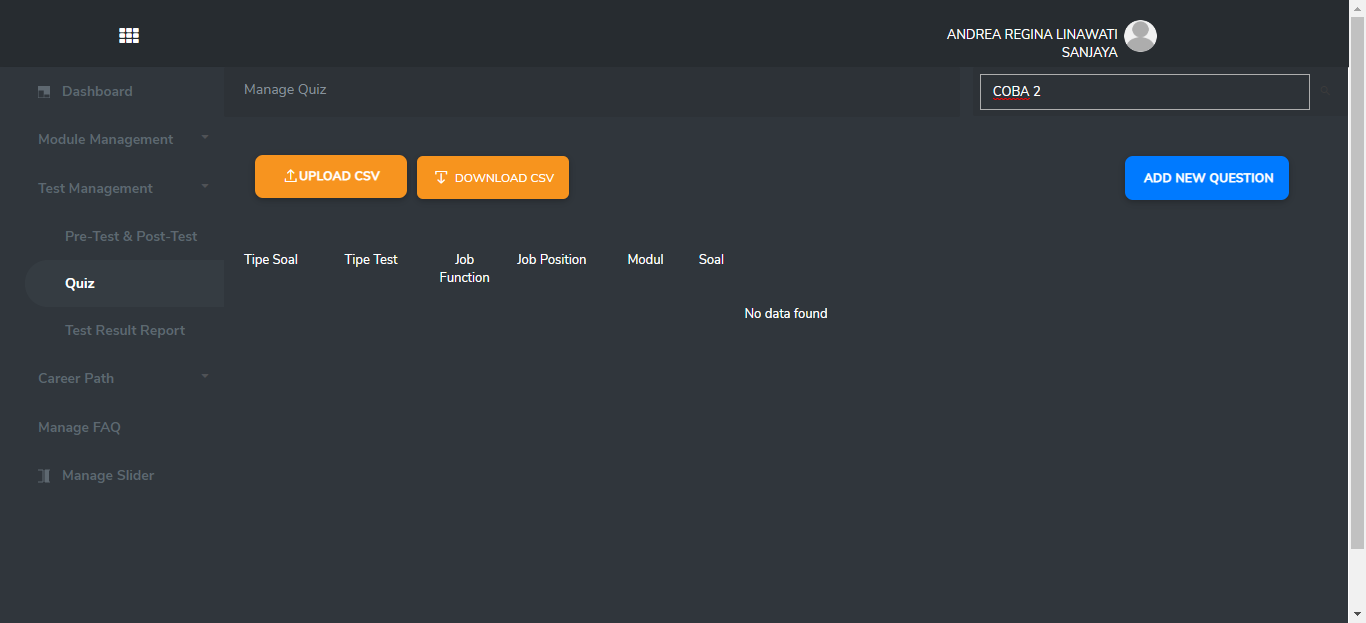 ANDREA REGINA LINAWATI
SANJAYA
Dashboard
Module Management
Test Management
Pre-Test & Post-Test
Quiz
Test Result Report
Career Path
Manage FAQ
Manage Slider
Manage Quiz
COBA 2
UPLOAD CSV
DOWNLOAD CSV
ADD NEW QUESTION
Tipe Soal
Tipe Test
Job
Function
Job Position
Modul
Soal
No data found